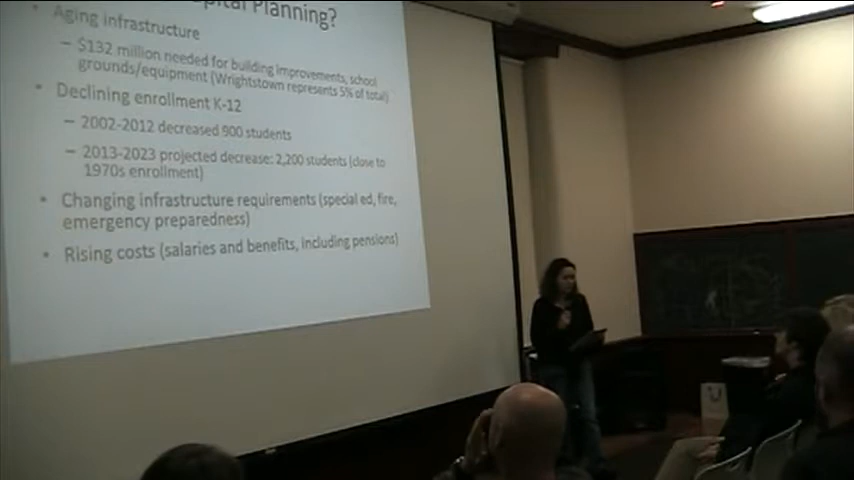 Planning?
• Aging infrastructure
– $132 million needed for building improvements, school
grounds/equipment (Wrightstown represents 5% of total)
• Declining enrollment K-12
– 2002-2012 decreased 900 students
– 2013-2023 projected decrease: 2,200 students (close to
1970s enrollment)
• Changing infrastructure requirements (special ed, fire,
emergency preparedness)
• Rising costs (salaries and benefits, including pensions)